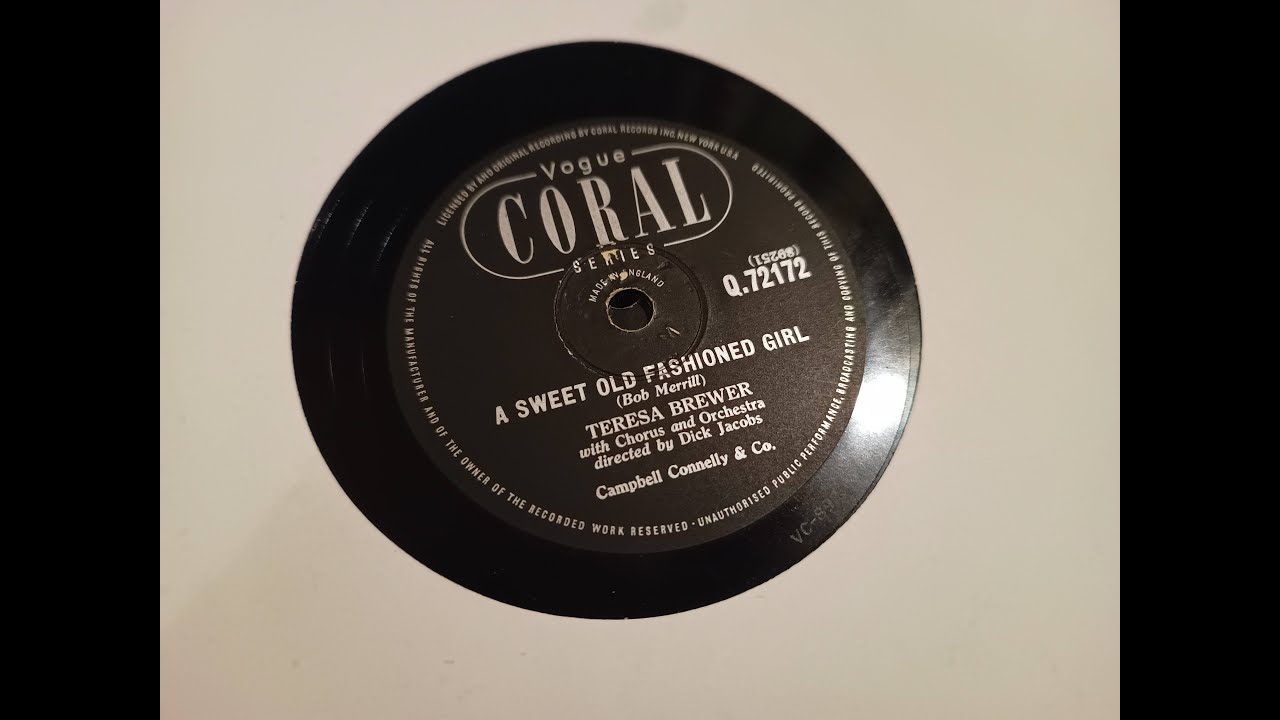 ALL RIGHTS OF THE MANUFACTURER AND OF THE OWNER OF THE RECORDED WORK RESERVED · UNAUTHORISED PUBLIC PERFORMANCE, BROADCASTING AND COPYING OF THIS RECORD PROHIBITED
LICENSED BY AND ORIGINAL RECORDING BY CORAL RECORDS INC. NEW YORK U.S.A.
Vogue
CORAL
SERIES
MADE IN ENGLAND
(89251)
Q.72172
A SWEET OLD FASHIONED GIRL
(Bob Merrill)
TERESA BREWER
with Chorus and Orchestra
directed by Dick Jacobs
Campbell Connelly & Co.